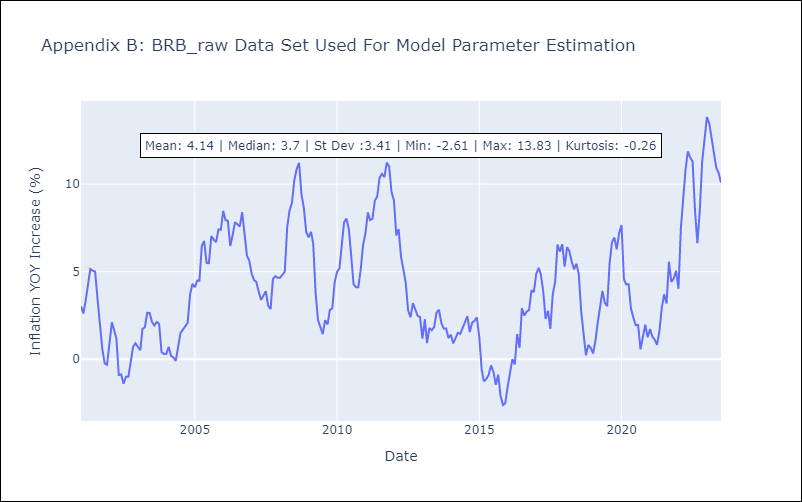 Appendix B: BRB_raw Data Set Used For Model Parameter Estimation
Mean: 4.14 | Median: 3.7 | St Dev :3.41 | Min: -2.61 | Max: 13.83 | Kurtosis: -0.26
Inflation YOY Increase (%)
10
5
0
2005
2010
2015
2020
Date